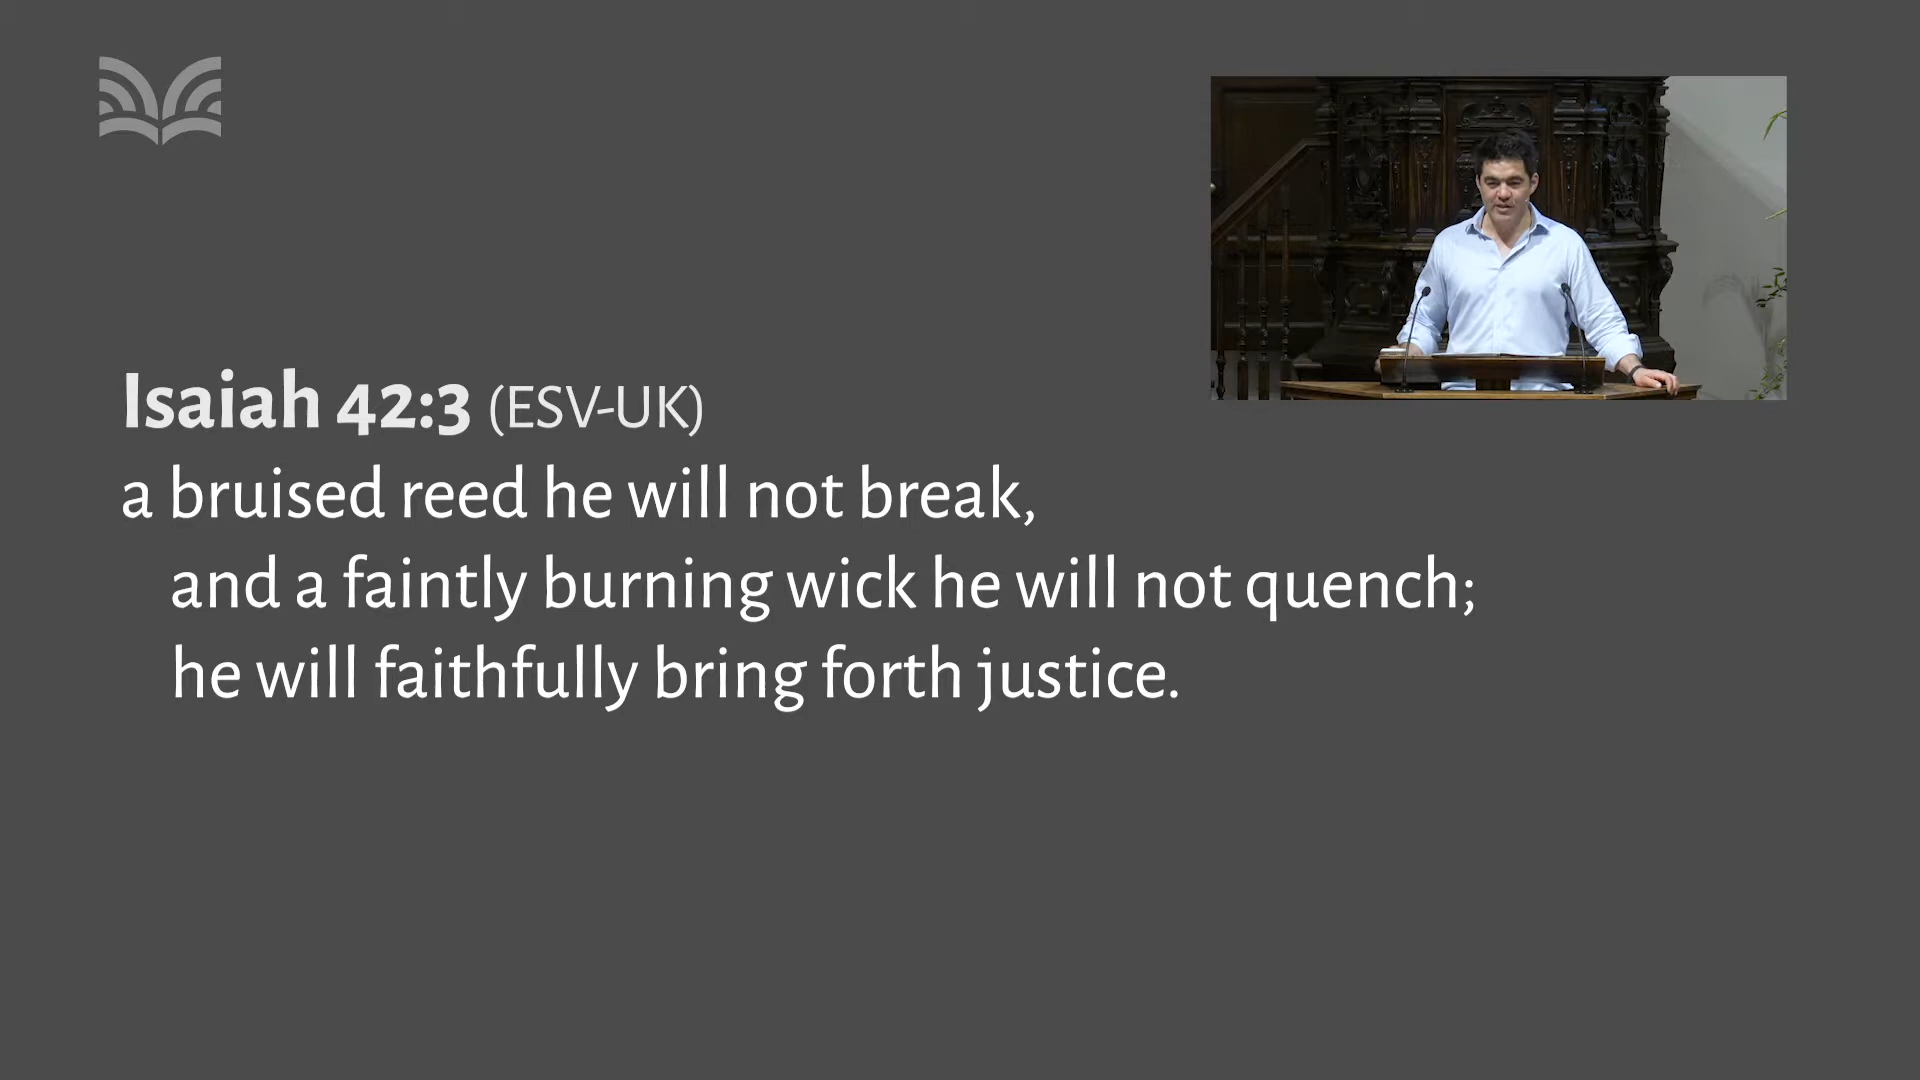 Isaiah 42:3 (ESV-UK)
a bruised reed he will not break,
and a faintly burning wick he will not quench;
he will faithfully bring forth justice.